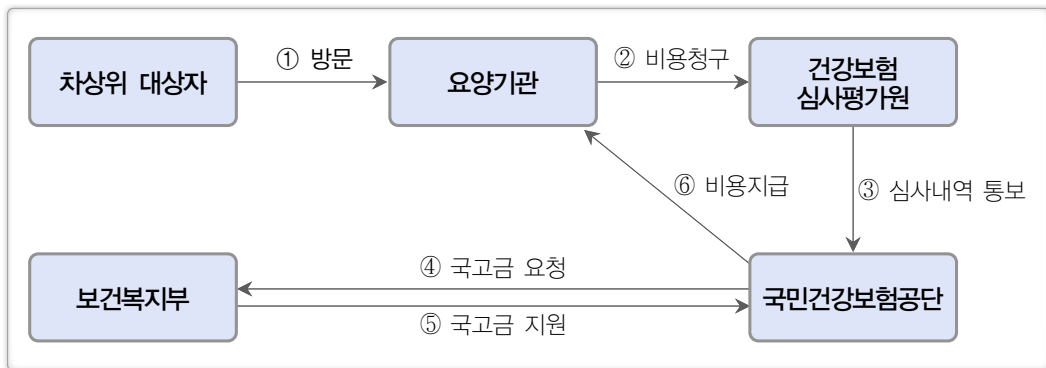 차상위 대상자
① 방문
요양기관
② 비용청구
건강보험
심사평가원
⑥ 비용지급
③ 심사내역 통보
보건복지부
④ 국고금 요청
⑤ 국고금 지원
국민건강보험공단